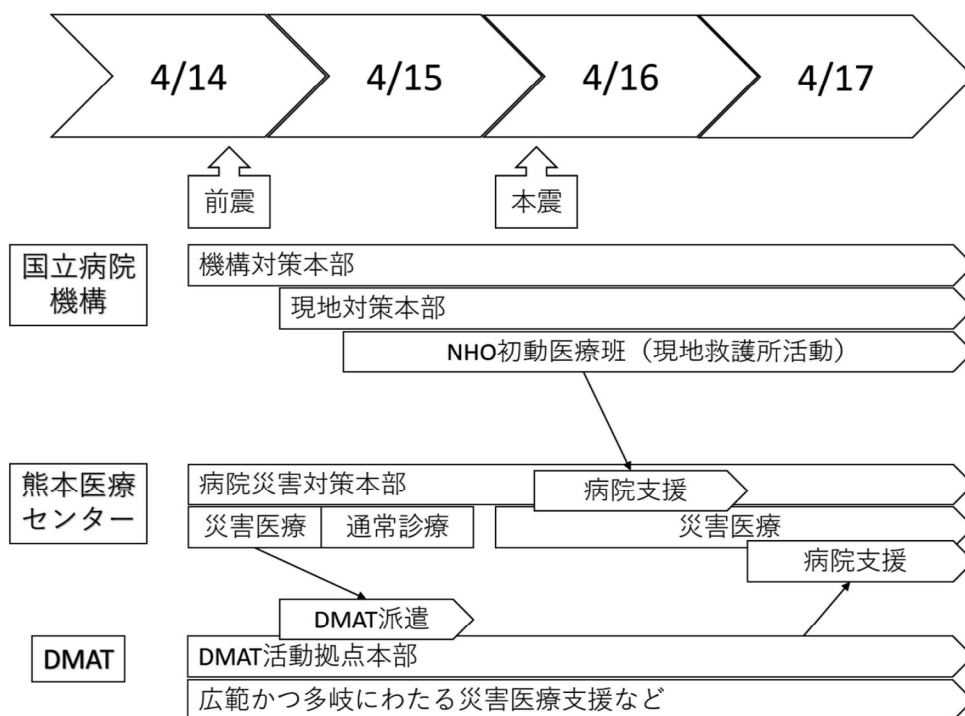 4/14
4/15
4/16
4/17
前震
本震
国立病院
機構
機構対策本部
現地対策本部
NHO初動医療班（現地救護所活動）
熊本医療
センター
病院災害対策本部
病院支援
災害医療
通常診療
災害医療
病院支援
DMAT派遣
DMAT
DMAT活動拠点本部
広範かつ多岐にわたる災害医療支援など